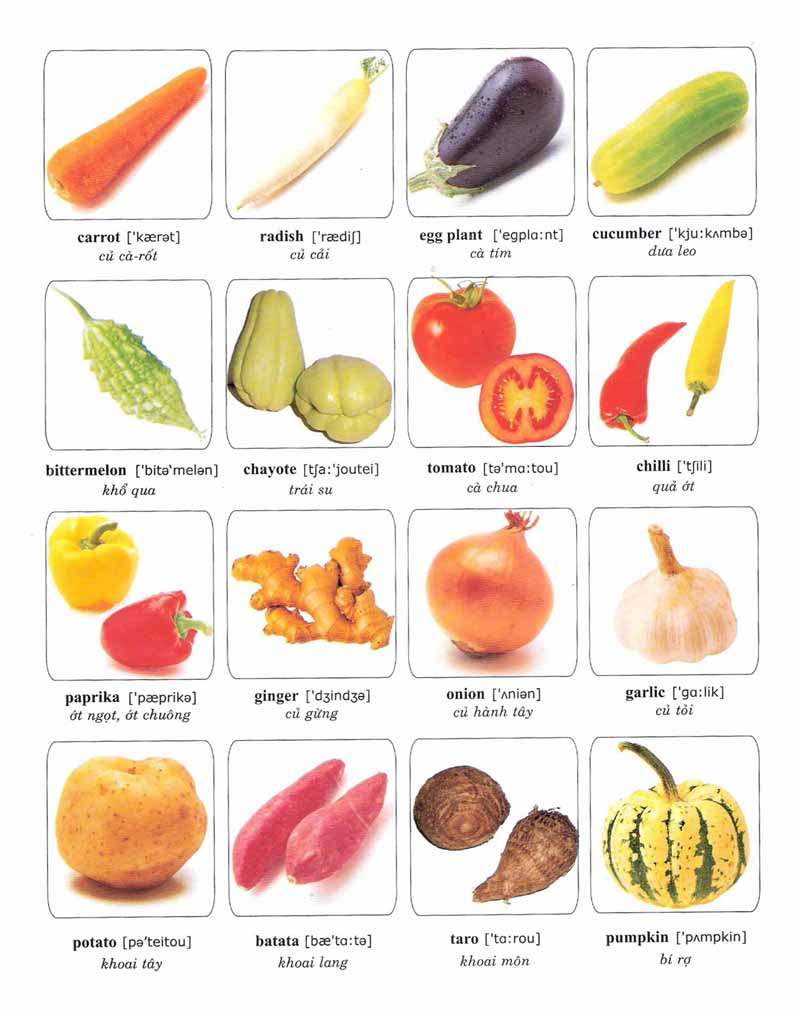 carrot ['kærət]
củ cà-rốt
radish ['rædiʃ]
củ cải
egg plant ['egplɑ:nt]
cà tím
cucumber ['kju:kʌmbə]
dưa leo
bittermelon ['bitə'melən]
khổ qua
chayote [tʃa:'joutei]
trái su
tomato [tə'mɑ:tou]
cà chua
chilli ['tʃili]
quả ớt
paprika ['pæprikə]
ớt ngọt, ớt chuông
ginger ['dʒindʒə]
củ gừng
onion ['ʌniən]
củ hành tây
garlic ['gɑ:lik]
củ tỏi
potato [pə'teitou]
khoai tây
batata [bæ'tɑ:tə]
khoai lang
taro ['tɑ:rou]
khoai môn
pumpkin ['pʌmpkin]
bí rợ